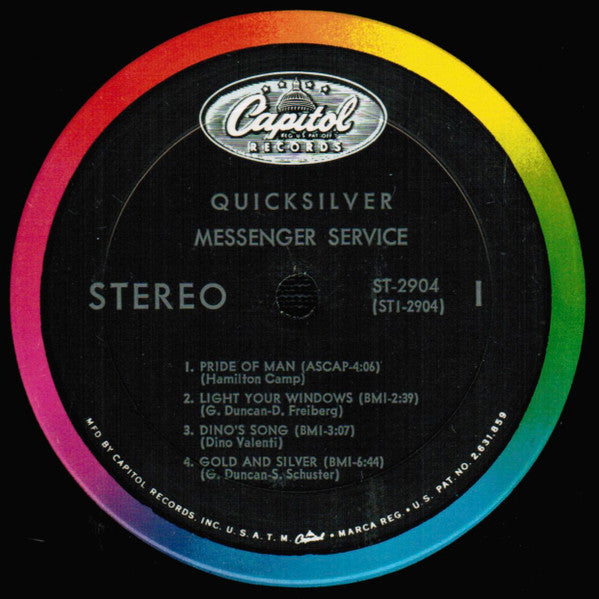 Capitol
REG. U.S. PAT. OFF.
RECORDS
QUICKSILVER
MESSENGER SERVICE
STEREO
ST-2904
(ST1-2904)
1
1. PRIDE OF MAN (ASCAP-4:06)
(Hamilton Camp)
2. LIGHT YOUR WINDOWS (BMI-2:39)
(G. Duncan-D. Freiberg)
3. DINO'S SONG (BMI-3:07)
(Dino Valenti)
4. GOLD AND SILVER (BMI-6:44)
(G. Duncan-S. Schuster)
MFD BY CAPITOL RECORDS, INC. U.S.A. T.M. Capitol • MARCA REG. • U.S. PAT. NO. 2,631,859